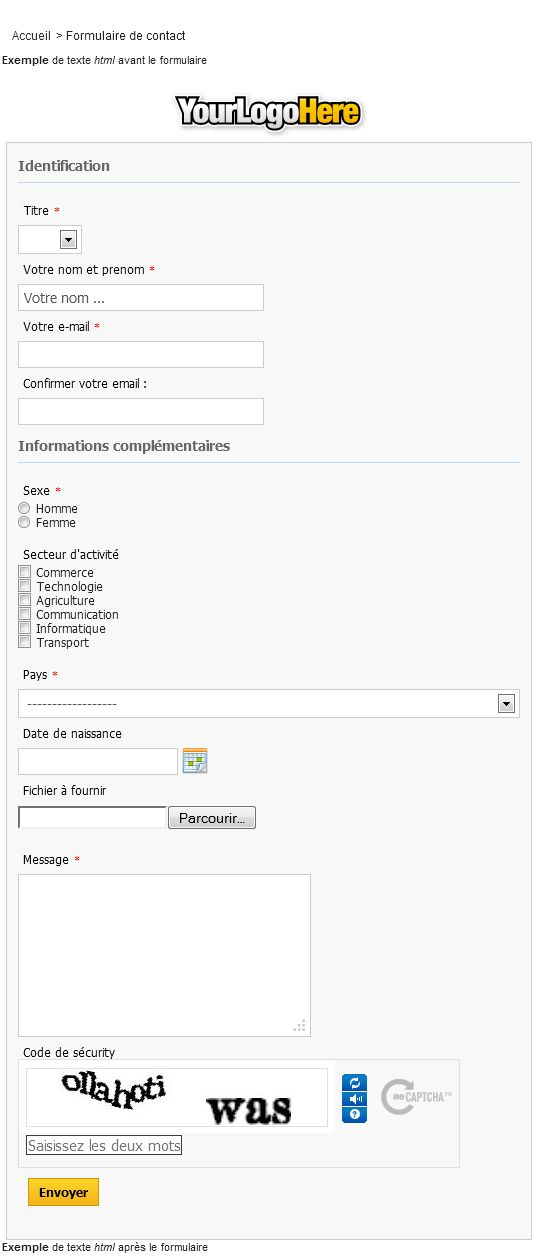 Accueil > Formulaire de contact
Exemple de texte html avant le formulaire
YourLogoHere
Identification
Titre *
Votre nom et prenom *
Votre nom ...
Votre e-mail *
Confirmer votre email :
Informations complémentaires
Sexe *
Homme
Femme
Secteur d'activité
Commerce
Technologie
Agriculture
Communication
Informatique
Transport
Pays *
------------------
Date de naissance
Fichier à fournir
Parcourir...
Message *
Code de sécurity
ollahoti was
reCAPTCHA™
Saisissez les deux mots
Envoyer
Exemple de texte html après le formulaire